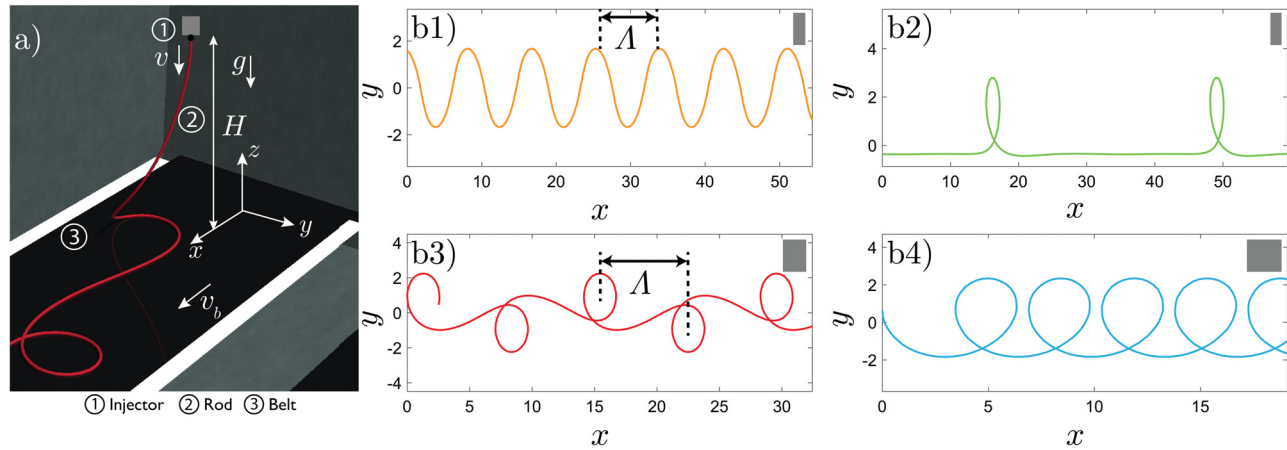 a)
①
v
g
②
H
z
③
x
y
v_b
① Injector ② Rod ③ Belt
b1)
Λ
y
2
0
-2
0 10 20 30 40 50
x
b2)
y
4
2
0
0 10 20 30 40 50
x
b3)
Λ
y
4
2
0
-2
-4
0 5 10 15 20 25 30
x
b4)
y
4
2
0
-2
0 5 10 15
x